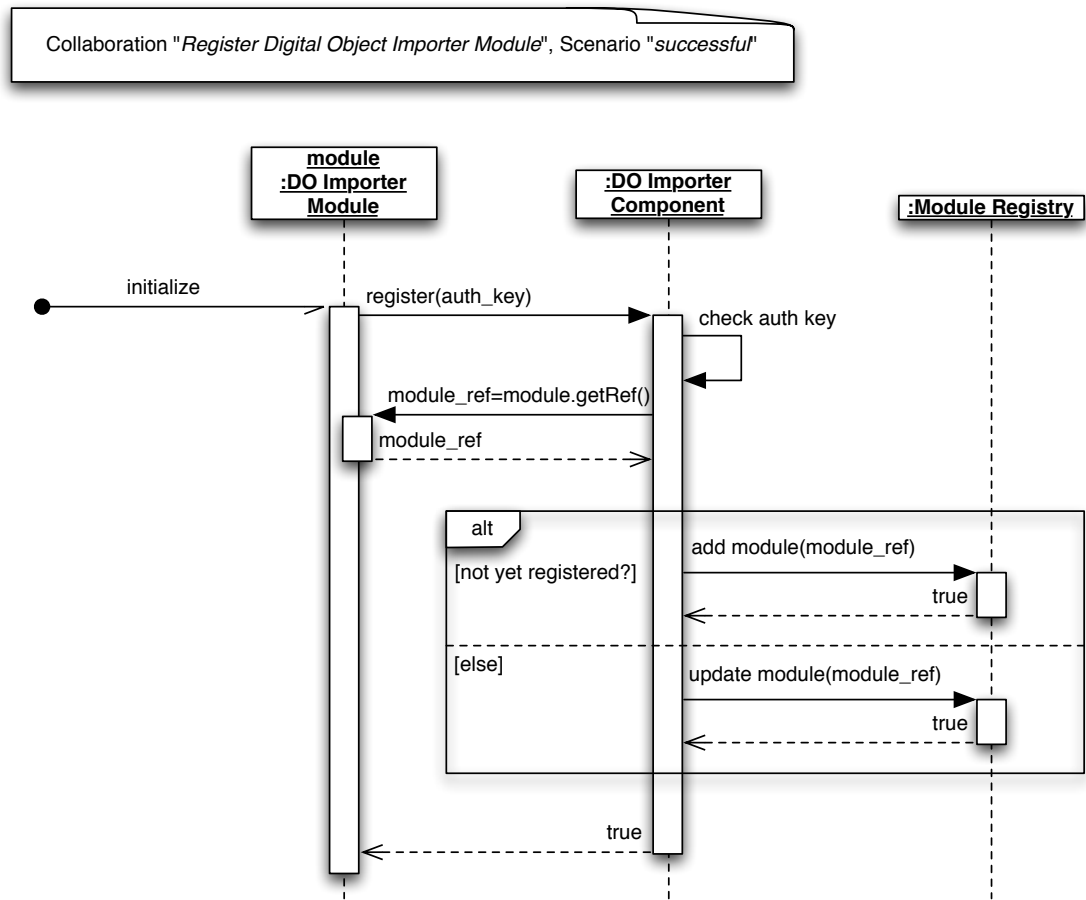 Collaboration "Register Digital Object Importer Module", Scenario "successful"
module
:DO Importer
Module
:DO Importer
Component
:Module Registry
initialize
register(auth_key)
check auth key
module_ref=module.getRef()
module_ref
alt
add module(module_ref)
[not yet registered?]
true
[else]
update module(module_ref)
true
true